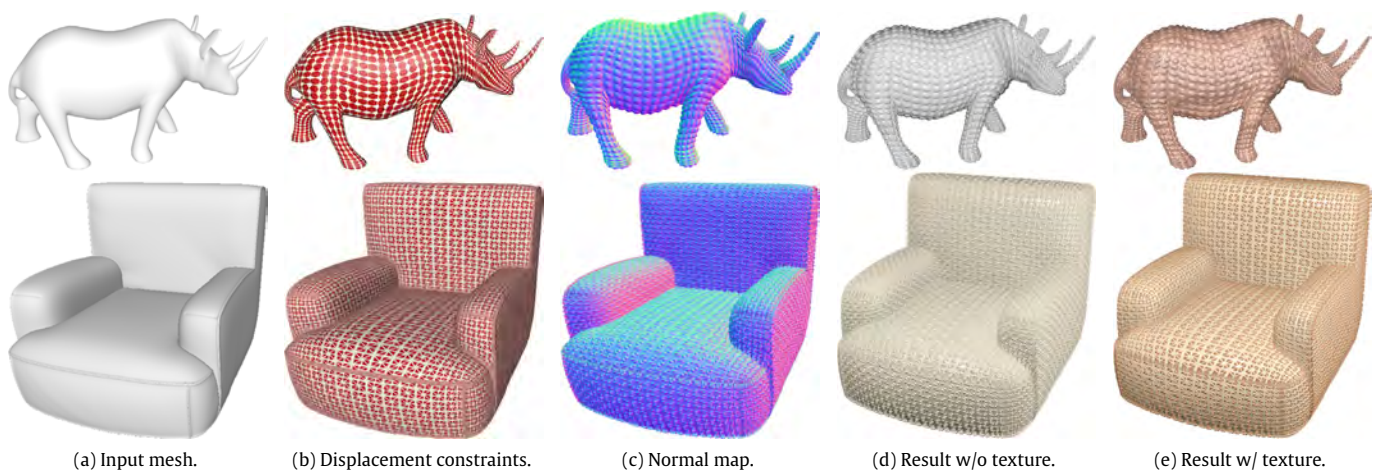 (a) Input mesh.
(b) Displacement constraints.
(c) Normal map.
(d) Result w/o texture.
(e) Result w/ texture.